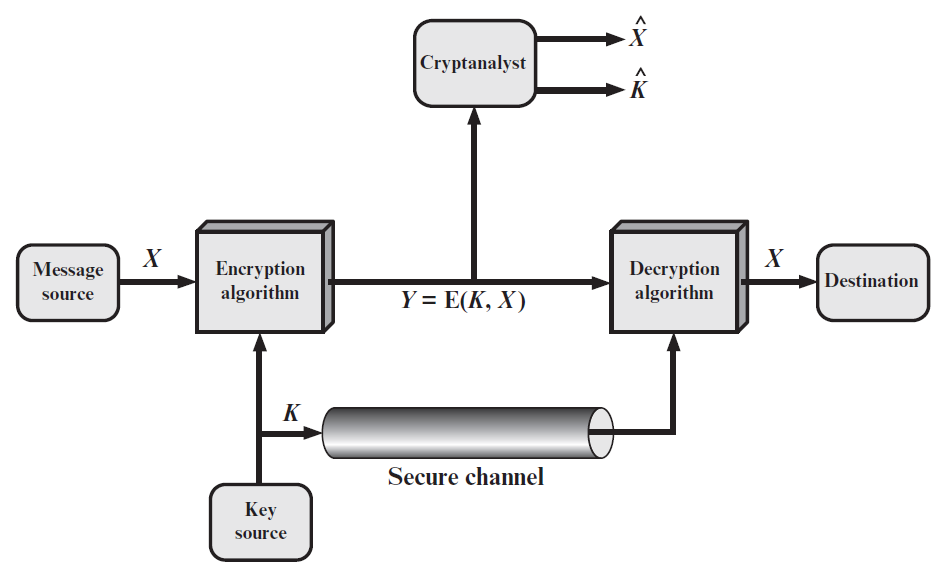 X̂
Cryptanalyst
K̂
Message
source
X
Encryption
algorithm
Y = E(K, X)
Decryption
algorithm
X
Destination
K
Secure channel
Key
source